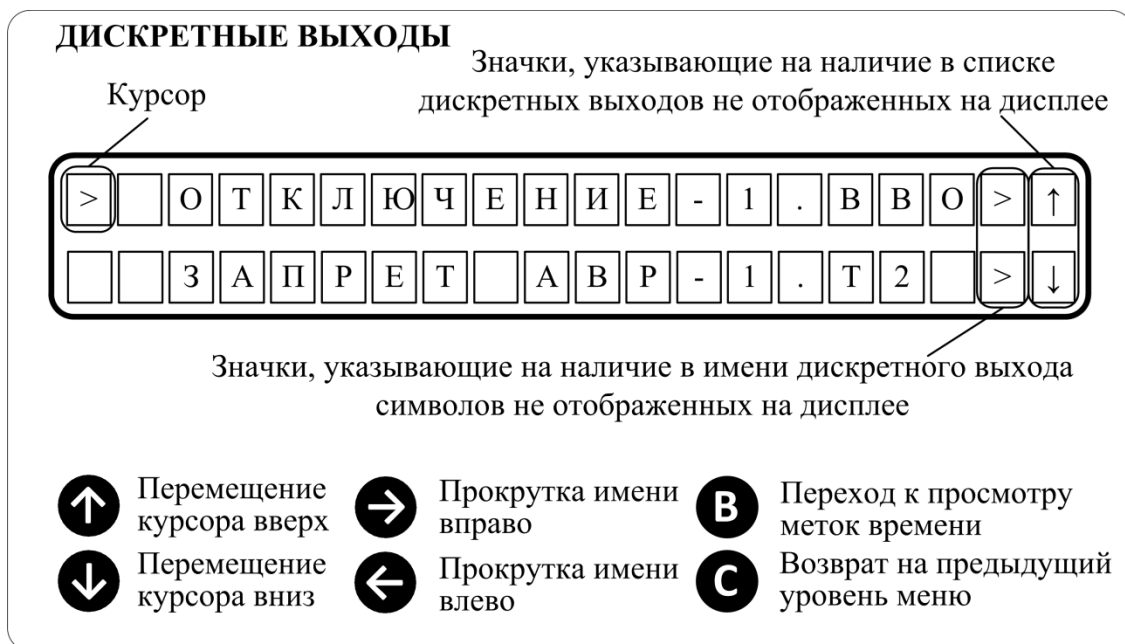 ДИСКРЕТНЫЕ ВЫХОДЫ
Значки, указывающие на наличие в списке
дискретных выходов не отображенных на дисплее
Курсор
> ОТКЛЮЧЕНИЕ-1.ВВО>↑
ЗАПРЕТ АВР-1.Т2 >↓
Значки, указывающие на наличие в имени дискретного выхода
символов не отображенных на дисплее
↑ Перемещение
курсора вверх
→ Прокрутка имени
вправо
B Переход к просмотру
меток времени
↓ Перемещение
курсора вниз
← Прокрутка имени
влево
C Возврат на предыдущий
уровень меню